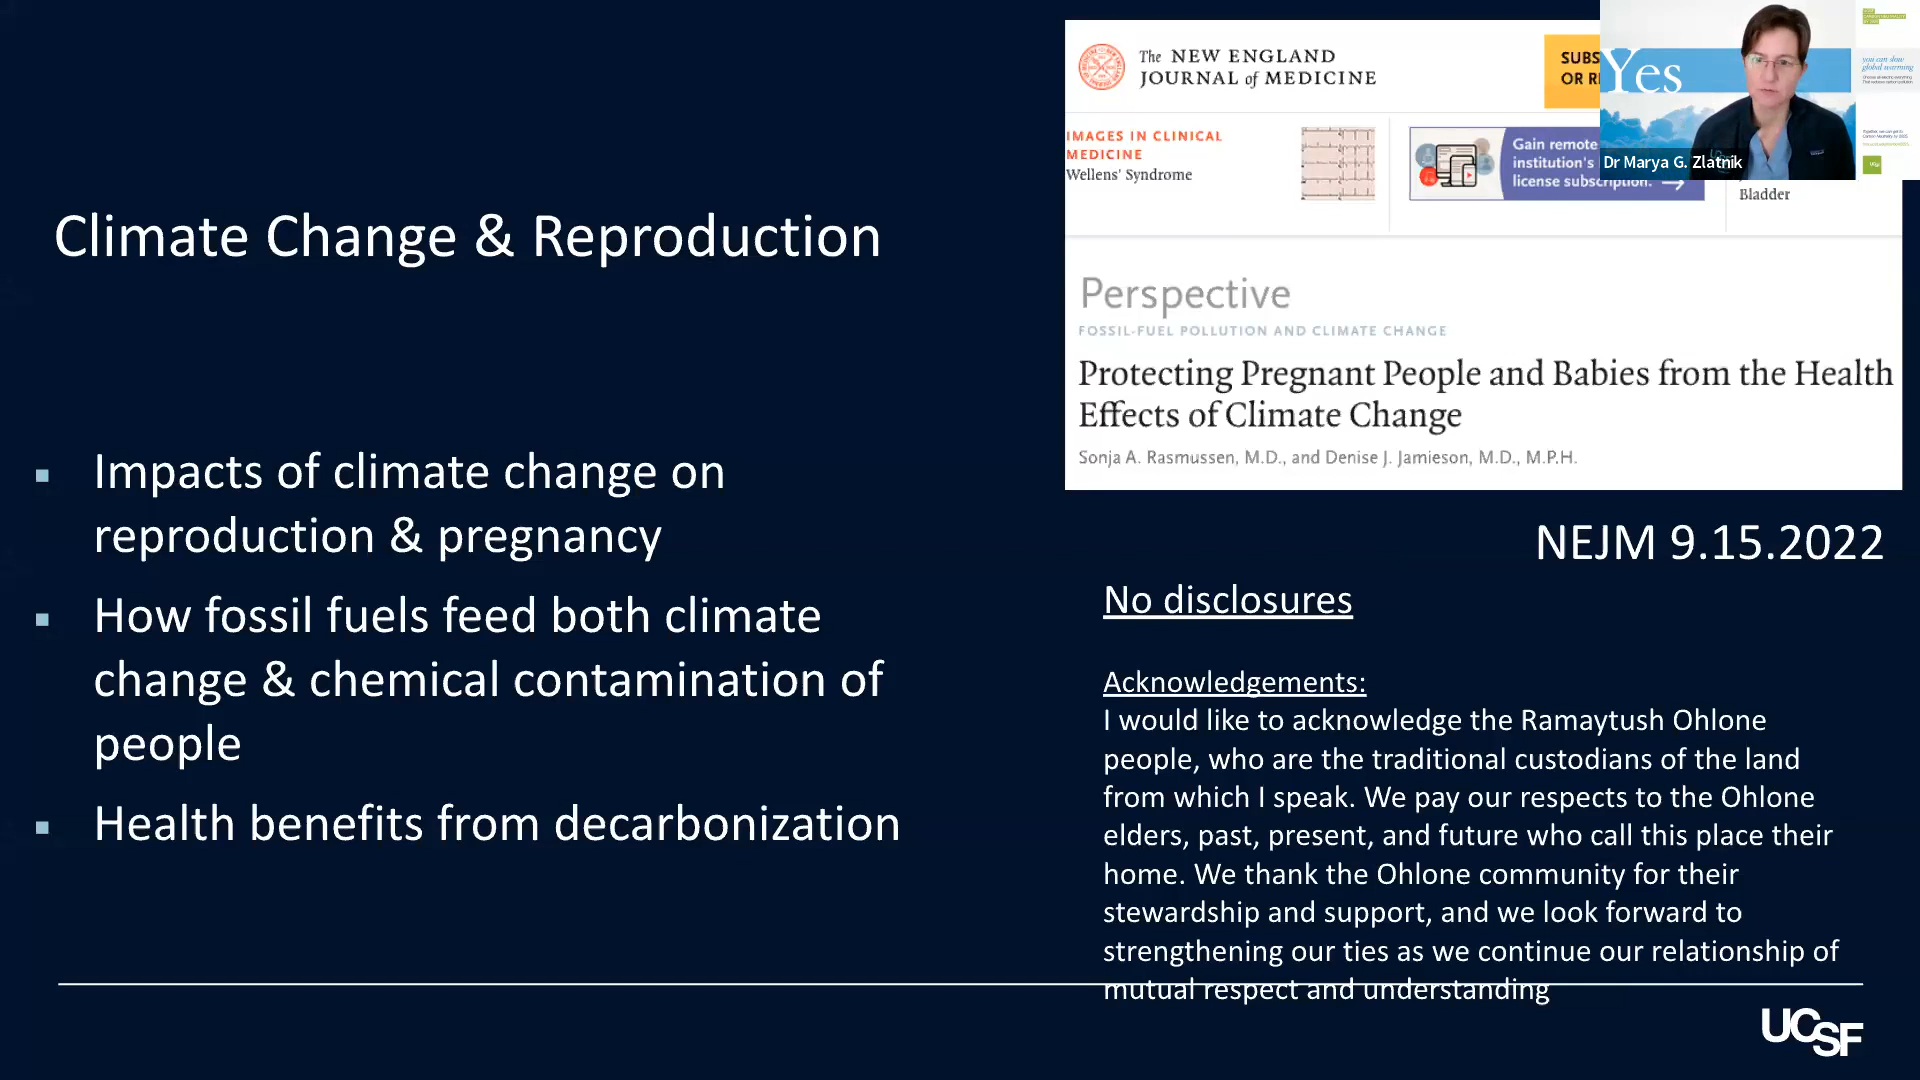 Climate Change & Reproduction
Impacts of climate change on
reproduction & pregnancy
How fossil fuels feed both climate
change & chemical contamination of
people
Health benefits from decarbonization
The NEW ENGLAND
JOURNAL of MEDICINE
SUBS
OR R
IMAGES IN CLINICAL
MEDICINE
Wellens' Syndrome
Gain remote
institution's
license subscription.
Bladder
Yes
Dr Marya G. Zlatnik
you can slow
global warming
Perspective
FOSSIL-FUEL POLLUTION AND CLIMATE CHANGE
Protecting Pregnant People and Babies from the Health
Effects of Climate Change
Sonja A. Rasmussen, M.D., and Denise J. Jamieson, M.D., M.P.H.
NEJM 9.15.2022
No disclosures
Acknowledgements:
I would like to acknowledge the Ramaytush Ohlone
people, who are the traditional custodians of the land
from which I speak. We pay our respects to the Ohlone
elders, past, present, and future who call this place their
home. We thank the Ohlone community for their
stewardship and support, and we look forward to
strengthening our ties as we continue our relationship of
mutual respect and understanding
UCSF